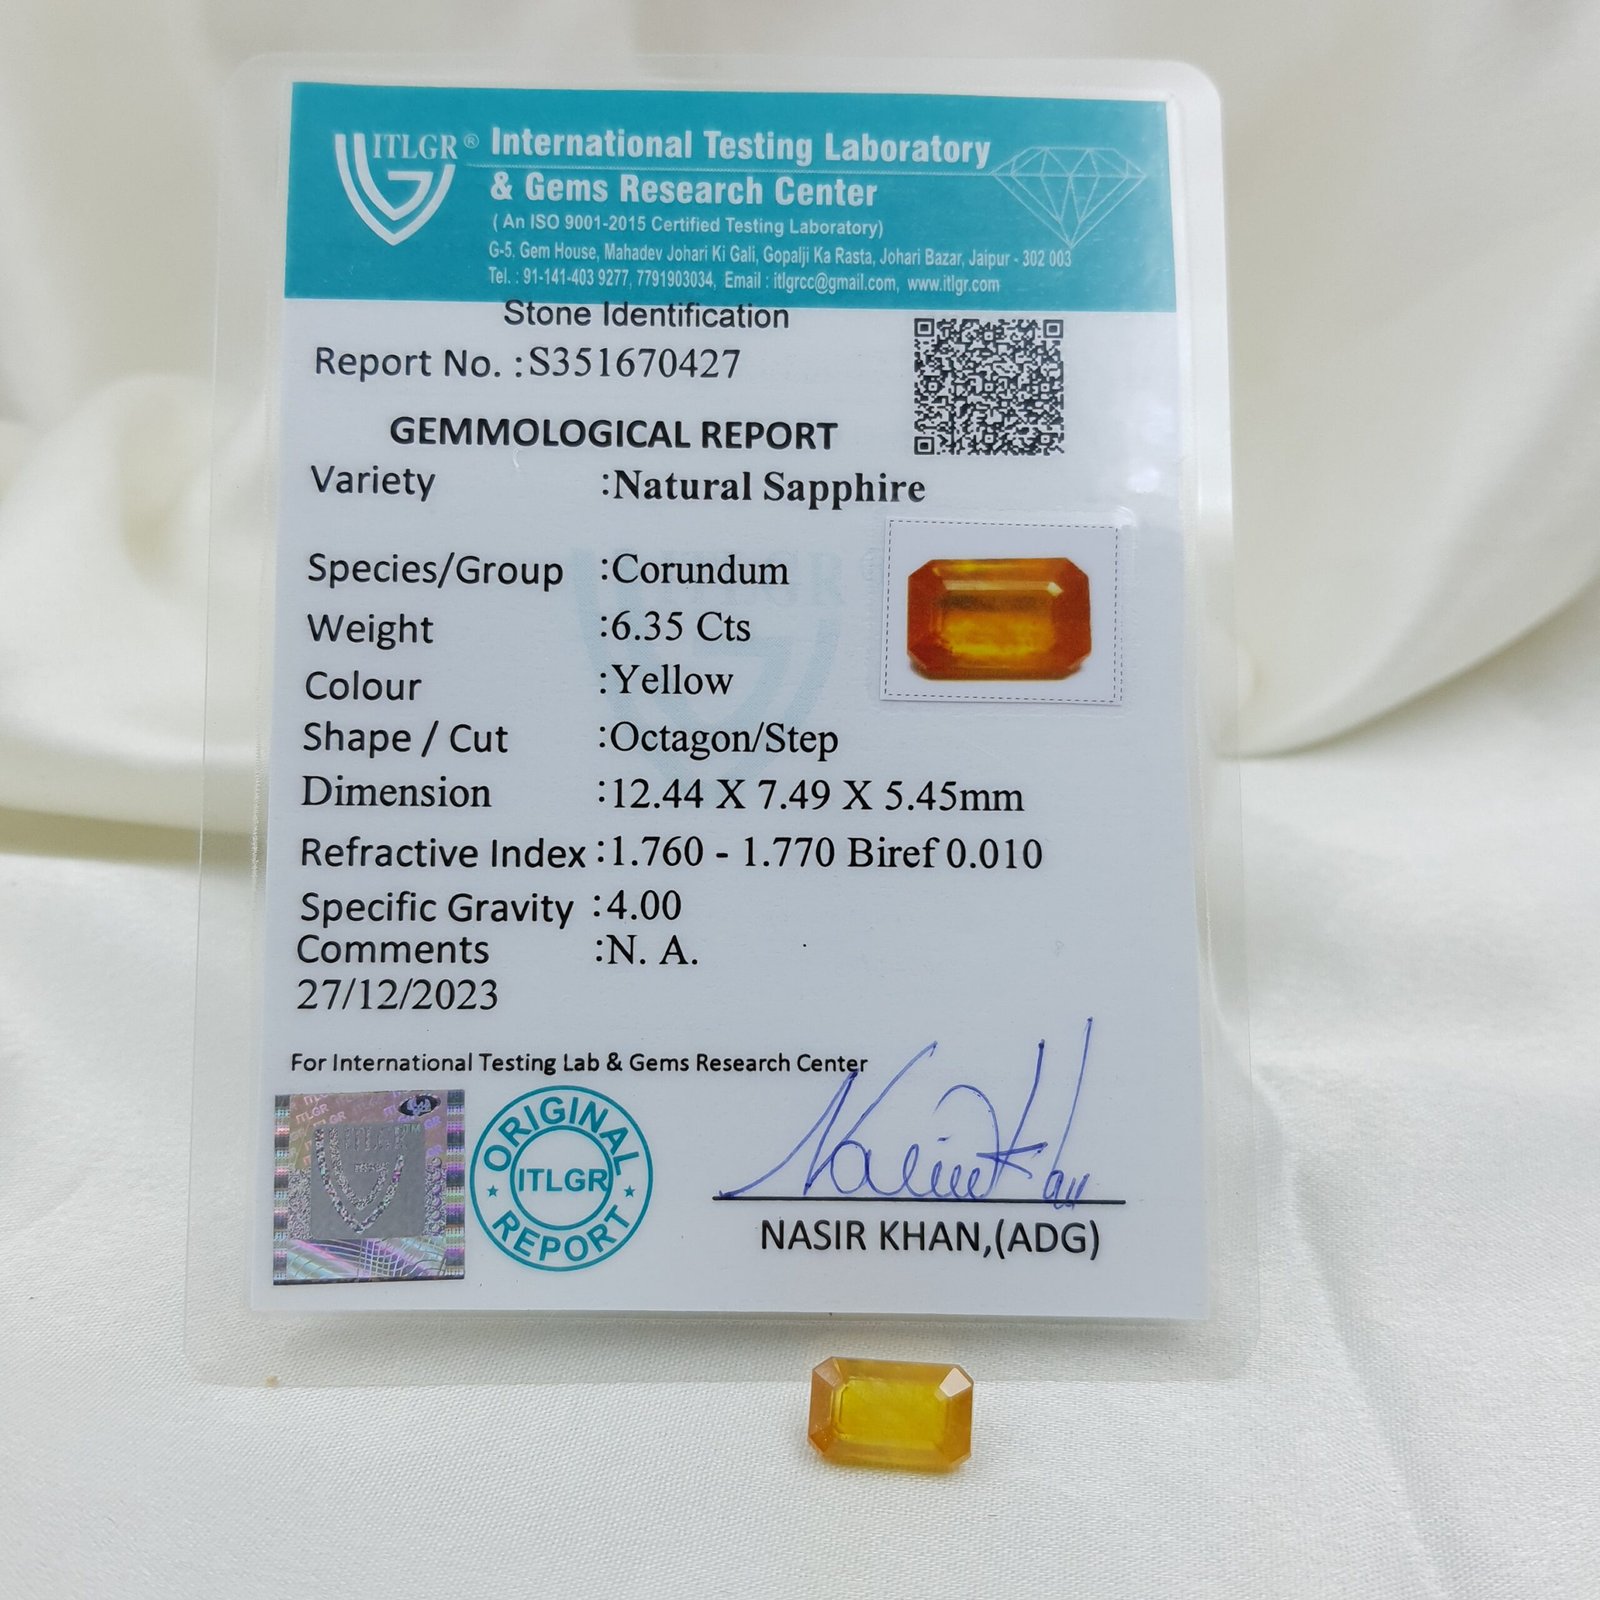 ITLGR® International Testing Laboratory
& Gems Research Center
( An ISO 9001-2015 Certified Testing Laboratory)
G-5, Gem House, Mahadev Johari Ki Gali, Gopalji Ka Rasta, Johari Bazar, Jaipur - 302 003
Tel. : 91-141-403 9277, 7791903034, Email : itlgrcc@gmail.com, www.itlgr.com
Stone Identification
Report No. :S351670427
GEMMOLOGICAL REPORT
Variety :Natural Sapphire
Species/Group :Corundum
Weight :6.35 Cts
Colour :Yellow
Shape / Cut :Octagon/Step
Dimension :12.44 X 7.49 X 5.45mm
Refractive Index :1.760 - 1.770 Biref 0.010
Specific Gravity :4.00
Comments :N. A.
27/12/2023
For International Testing Lab & Gems Research Center
ITLGR
ORIGINAL
ITLGR
REPORT
Nasir Khan
NASIR KHAN,(ADG)